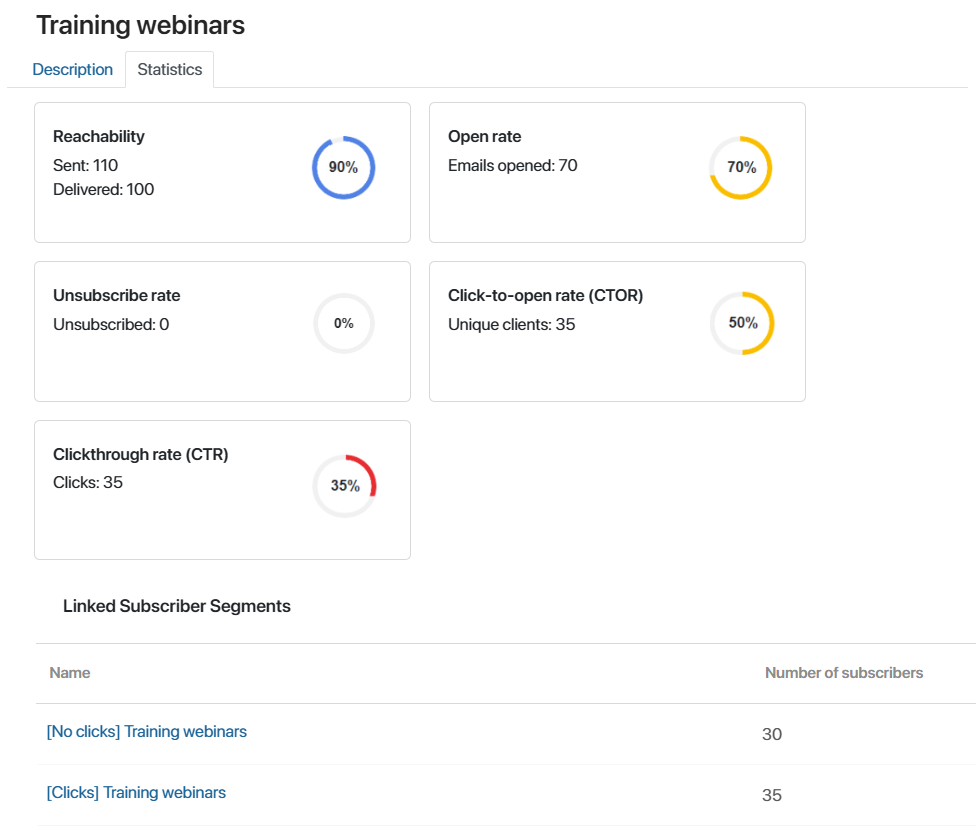 Training webinars
Description
Statistics
Reachability
Sent: 110
Delivered: 100
90%
Open rate
Emails opened: 70
70%
Unsubscribe rate
Unsubscribed: 0
0%
Click-to-open rate (CTOR)
Unique clients: 35
50%
Clickthrough rate (CTR)
Clicks: 35
35%
Linked Subscriber Segments
Name Number of subscribers
[No clicks] Training webinars 30
[Clicks] Training webinars 35